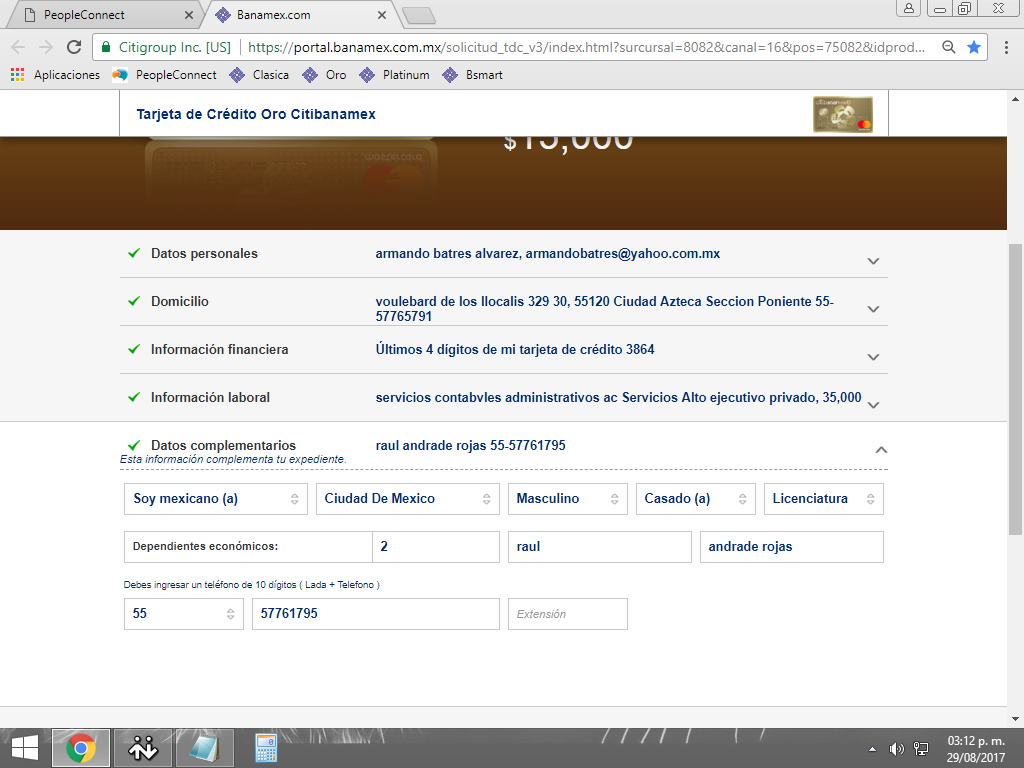 PeopleConnect
Banamex.com
Citigroup Inc. [US]
https://portal.banamex.com.mx/solicitud_tdc_v3/index.html?surcursal=8082&canal=16&pos=75082&idprod...
Aplicaciones PeopleConnect Clasica Oro Platinum Bsmart
Tarjeta de Crédito Oro Citibanamex
$15,000
Datos personales armando batres alvarez, armandobatres@yahoo.com.mx
Domicilio voulebard de los llocalis 329 30, 55120 Ciudad Azteca Seccion Poniente 55-
57765791
Información financiera Últimos 4 dígitos de mi tarjeta de crédito 3864
Información laboral servicios contabvles administrativos ac Servicios Alto ejecutivo privado, 35,000
Datos complementarios raul andrade rojas 55-57761795
Esta información complementa tu expediente.
Soy mexicano (a) Ciudad De Mexico Masculino Casado (a) Licenciatura
Dependientes económicos: 2 raul andrade rojas
Debes ingresar un teléfono de 10 dígitos ( Lada + Telefono )
55 57761795 Extensión
03:12 p. m.
29/08/2017